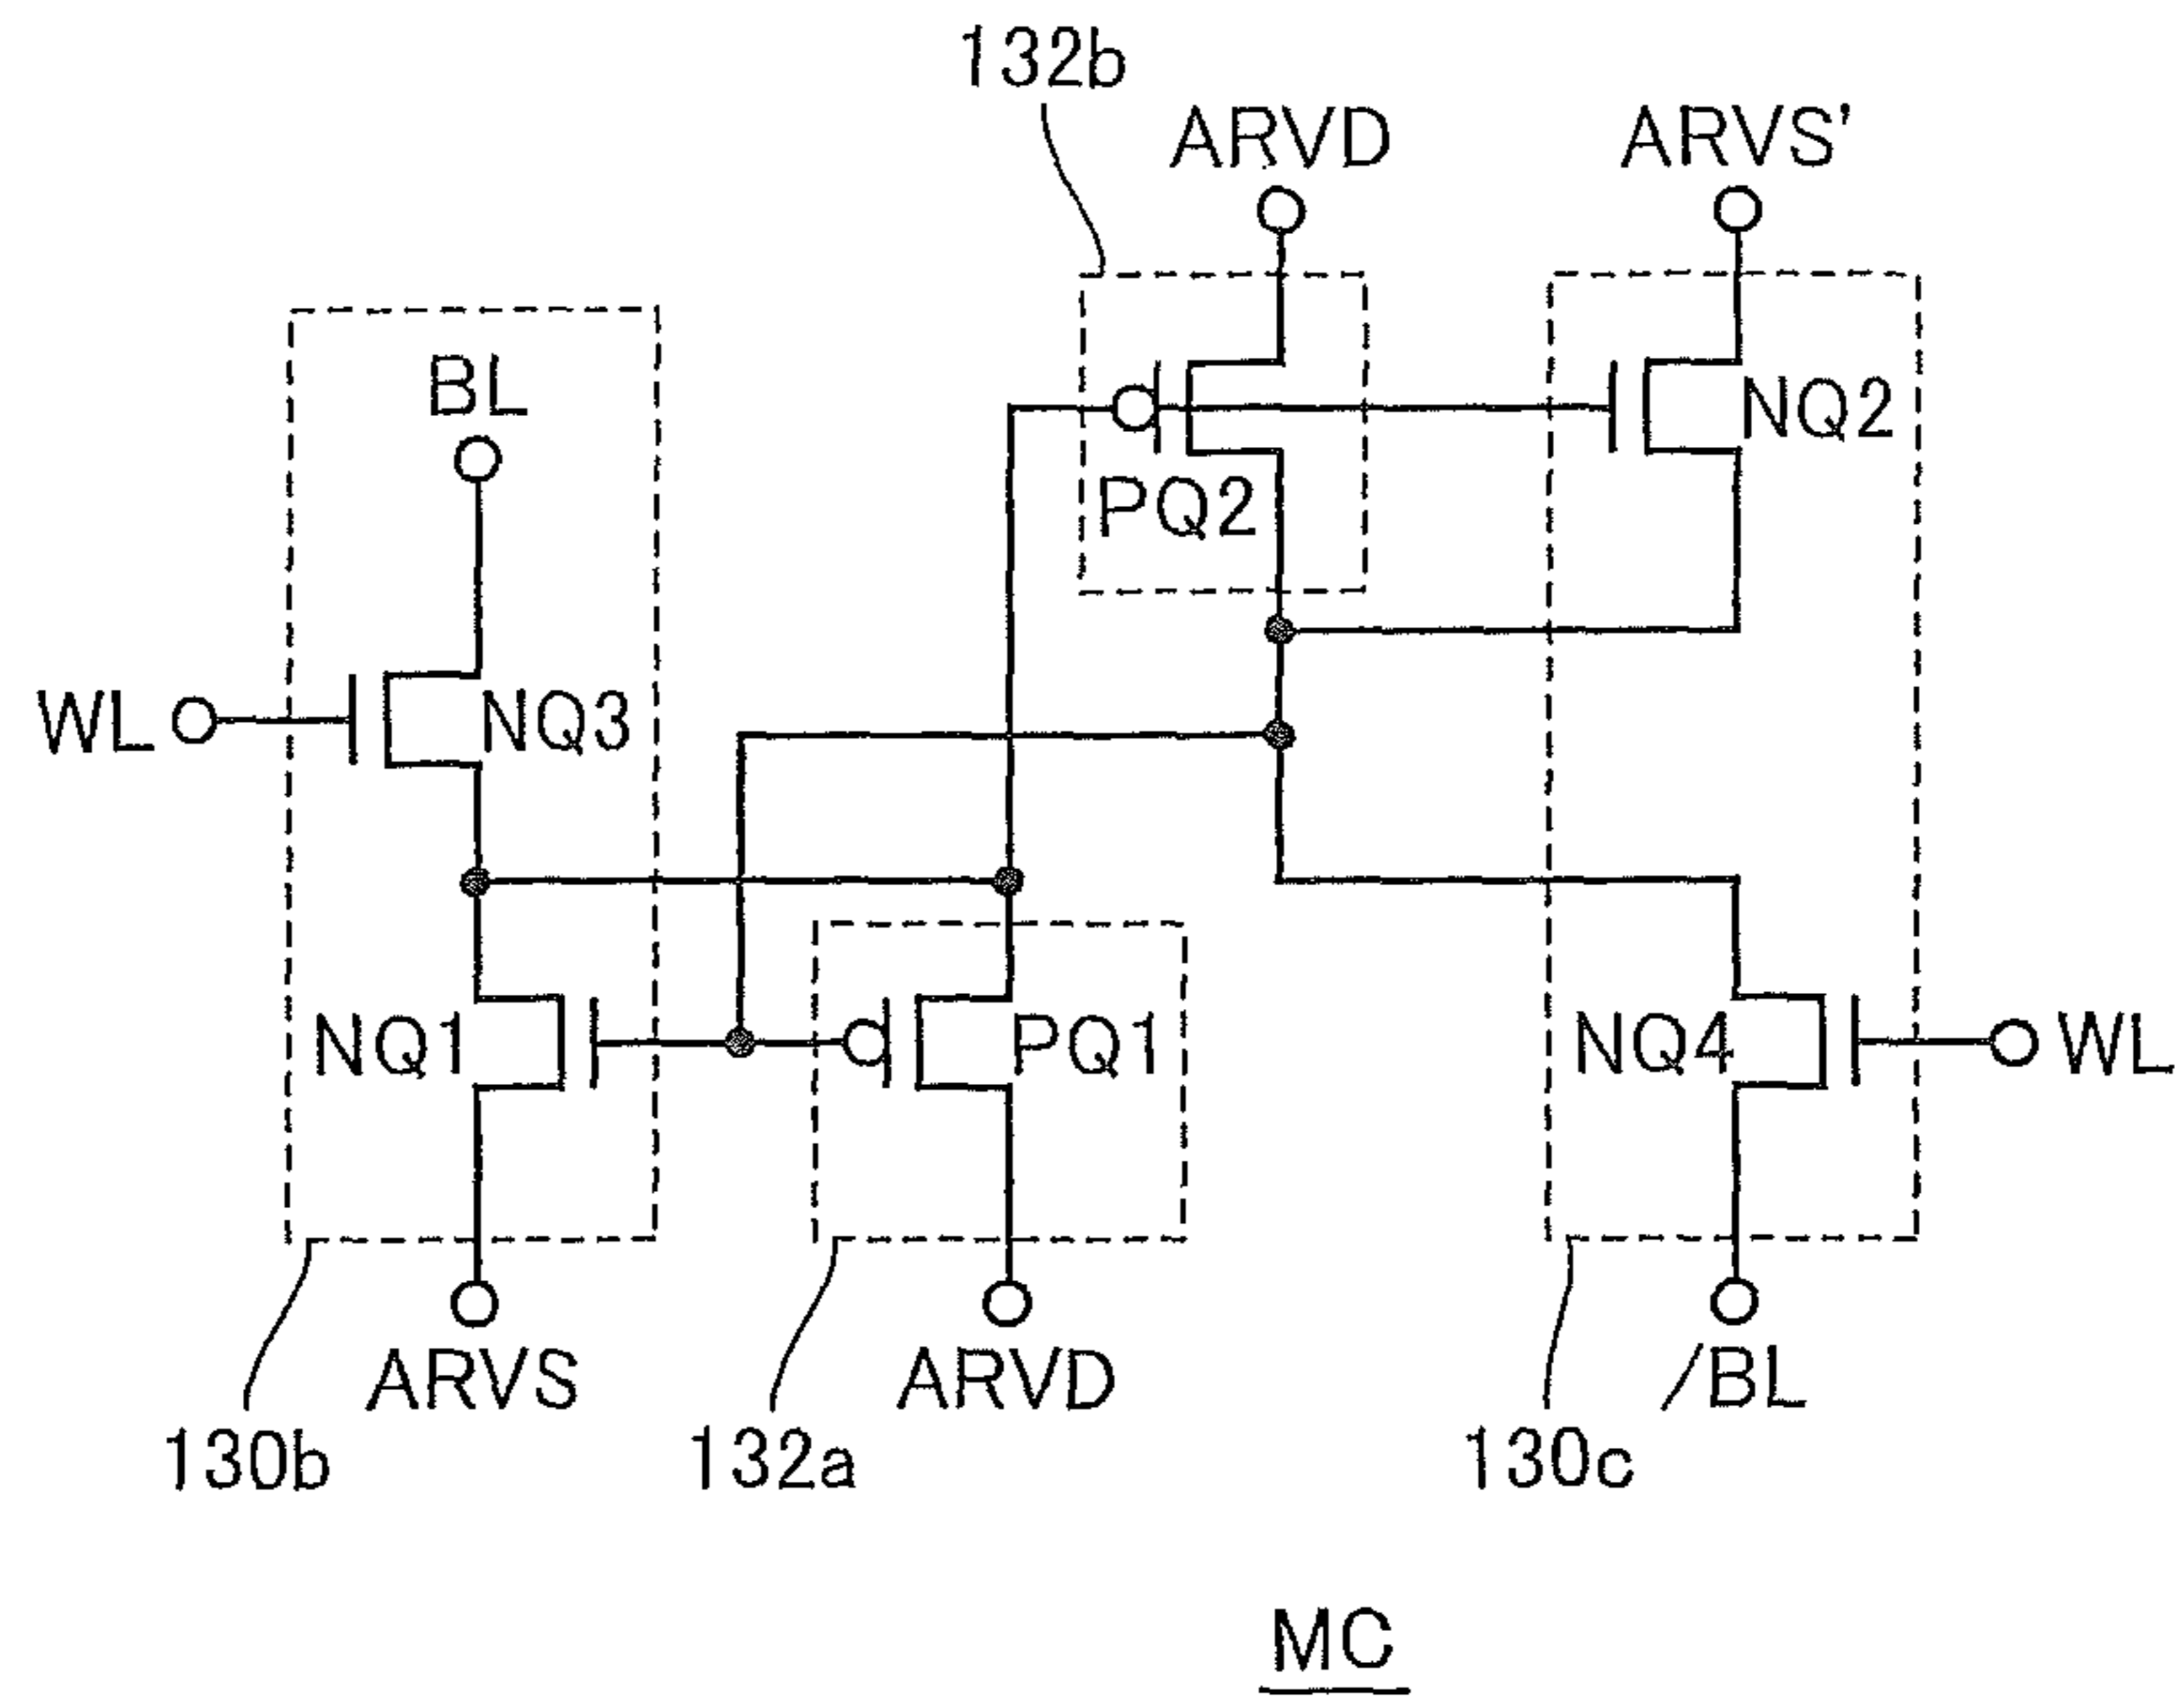 132b
ARVD
ARVS'
BL
NQ2
PQ2
WL
NQ3
NQ1
PQ1
NQ4
WL
ARVS
ARVD
/BL
130b
132a
130c
MC